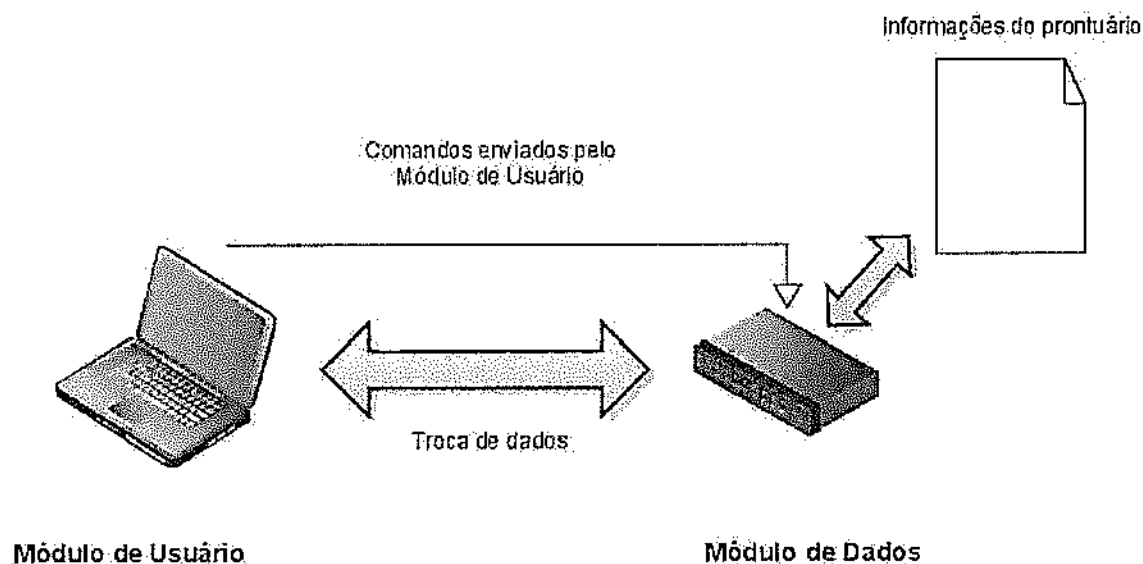 Informações do prontuário
Comandos enviados pelo
Módulo de Usuário
Troca de dados
Módulo de Usuário
Módulo de Dados